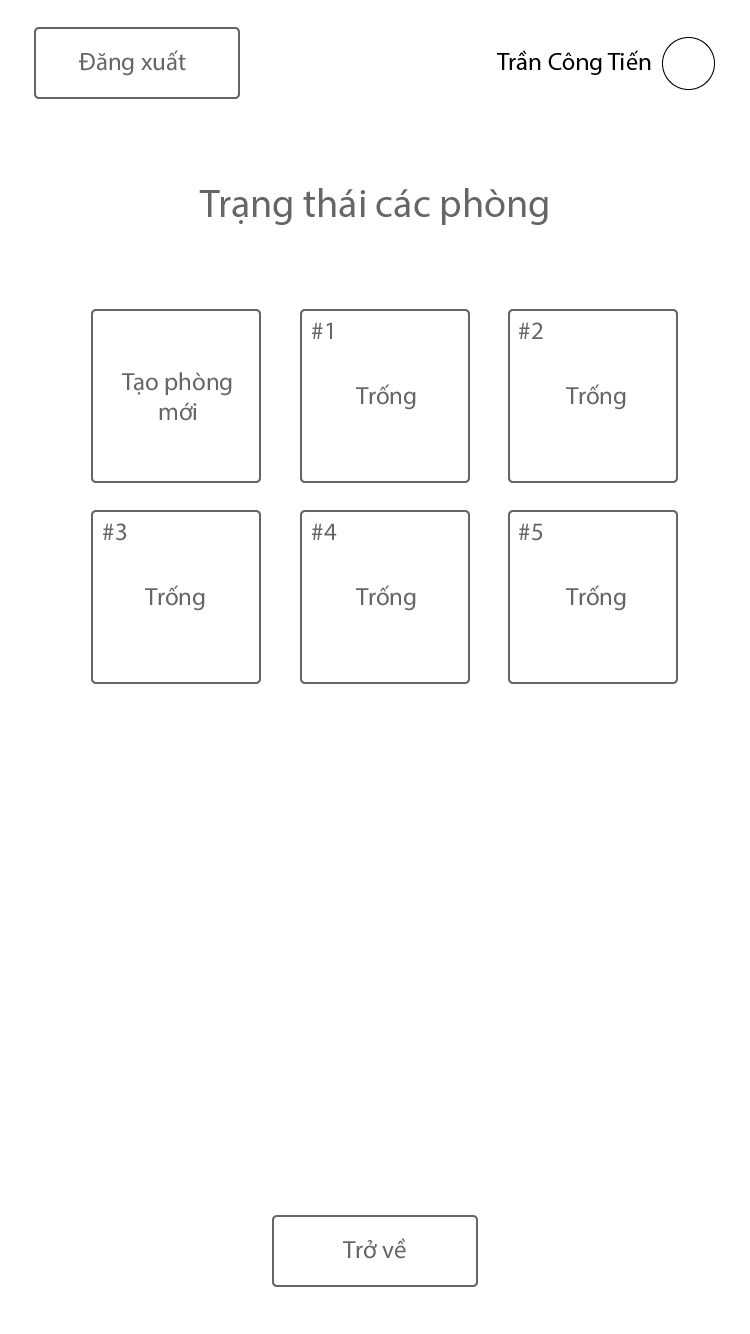 Đăng xuất
Trần Công Tiến
Trạng thái các phòng
Tạo phòng
mới
#1
Trống
#2
Trống
#3
Trống
#4
Trống
#5
Trống
Trở về